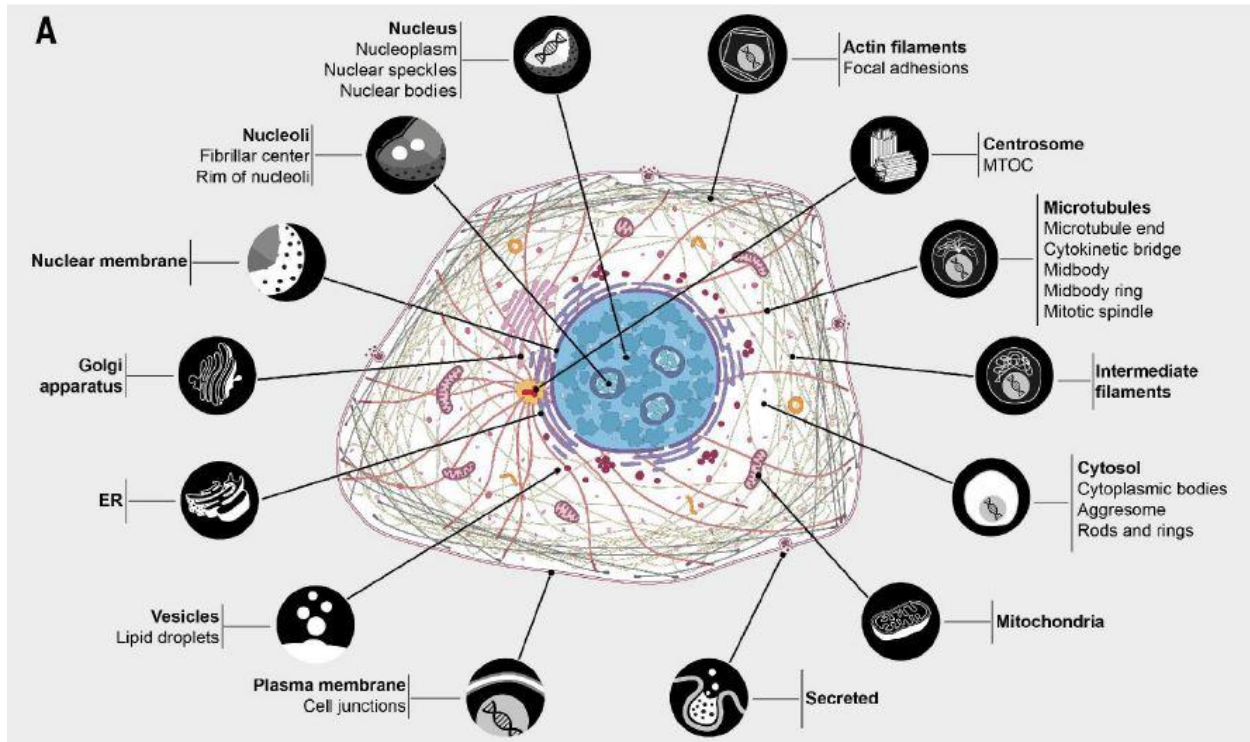 A
Nucleus
Nucleoplasm
Nuclear speckles
Nuclear bodies
Actin filaments
Focal adhesions
Nucleoli
Fibrillar center
Rim of nucleoli
Centrosome
MTOC
Microtubules
Microtubule end
Cytokinetic bridge
Midbody
Midbody ring
Mitotic spindle
Nuclear membrane
Golgi
apparatus
Intermediate
filaments
ER
Cytosol
Cytoplasmic bodies
Aggresome
Rods and rings
Vesicles
Lipid droplets
Mitochondria
Plasma membrane
Cell junctions
Secreted